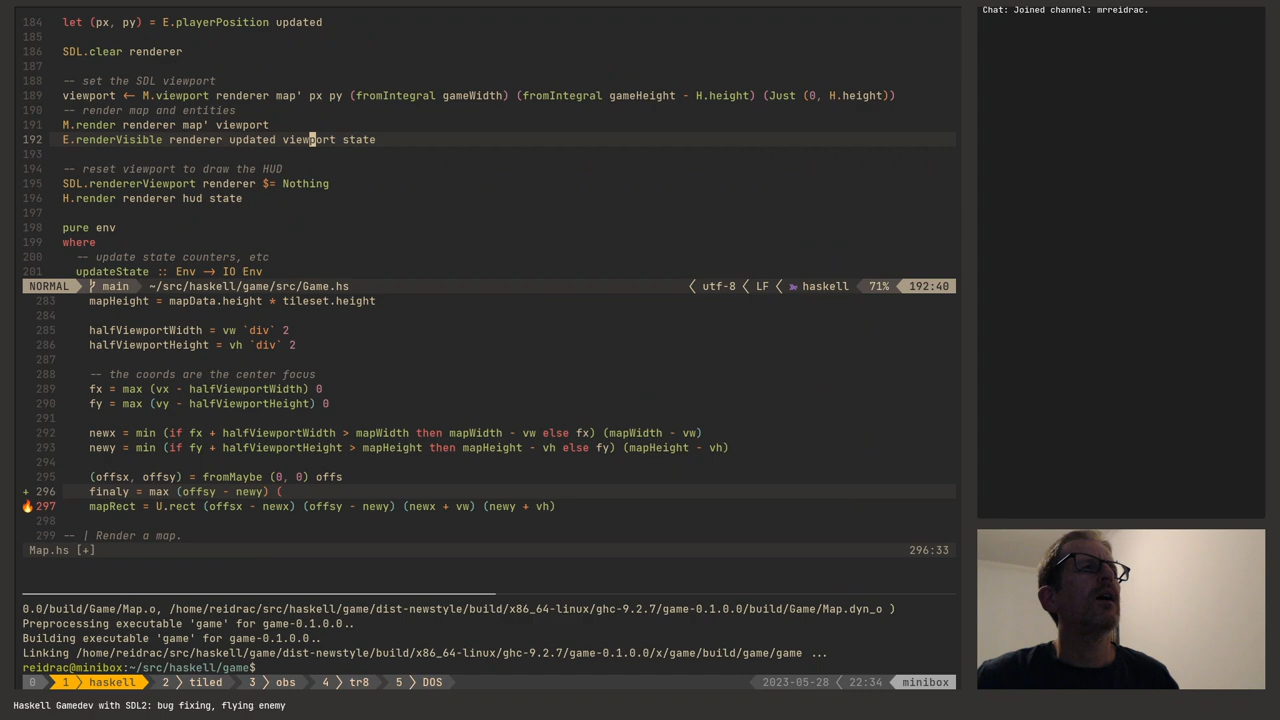 184 let (px, py) = E.playerPosition updated
185
186 SDL.clear renderer
187
188 -- set the SDL viewport
189 viewport <- M.viewport renderer map' px py (fromIntegral gameWidth) (fromIntegral gameHeight - H.height) (Just (0, H.height))
190 -- render map and entities
191 M.render renderer map' viewport
192 E.renderVisible renderer updated viewport state
193
194 -- reset viewport to draw the HUD
195 SDL.rendererViewport renderer $= Nothing
196 H.render renderer hud state
197
198 pure env
199 where
200 -- update state counters, etc
201 updateState :: Env -> IO Env
NORMAL main ~/src/haskell/game/src/Game.hs utf-8 LF haskell 71% 192:40
283 mapHeight = mapData.height * tileset.height
284
285 halfViewportWidth = vw `div` 2
286 halfViewportHeight = vh `div` 2
287
288 -- the coords are the center focus
289 fx = max (vx - halfViewportWidth) 0
290 fy = max (vy - halfViewportHeight) 0
291
292 newx = min (if fx + halfViewportWidth > mapWidth then mapWidth - vw else fx) (mapWidth - vw)
293 newy = min (if fy + halfViewportHeight > mapHeight then mapHeight - vh else fy) (mapHeight - vh)
294
295 (offsx, offsy) = fromMaybe (0, 0) offs
+ 296 finaly = max (offsy - newy) (
297 mapRect = U.rect (offsx - newx) (offsy - newy) (newx + vw) (newy + vh)
298
299 -- | Render a map.
Map.hs [+] 296:33
0.0/build/Game/Map.o, /home/reidrac/src/haskell/game/dist-newstyle/build/x86_64-linux/ghc-9.2.7/game-0.1.0.0/build/Game/Map.dyn_o )
Preprocessing executable 'game' for game-0.1.0.0..
Building executable 'game' for game-0.1.0.0..
Linking /home/reidrac/src/haskell/game/dist-newstyle/build/x86_64-linux/ghc-9.2.7/game-0.1.0.0/x/game/build/game/game ...
reidrac@minibox:~/src/haskell/game$
0 1 haskell 2 tiled 3 obs 4 tr8 5 DOS 2023-05-28 22:34 minibox
Haskell Gamedev with SDL2: bug fixing, flying enemy
Chat: Joined channel: mrreidrac.